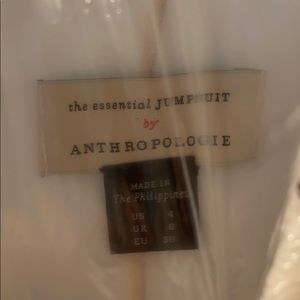 the essential JUMPSUIT
by
ANTHROPOLOGIE
MADE IN
The Philippines
US 4
UK 8
EU 36